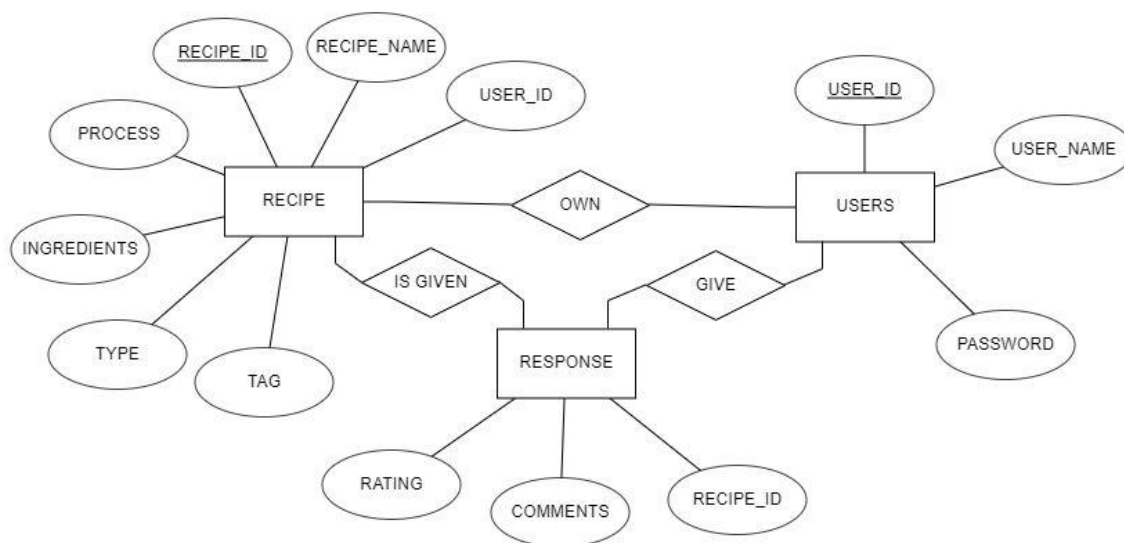 RECIPE_NAME
RECIPE_ID
USER_ID
USER_ID
PROCESS
USER_NAME
RECIPE
OWN
USERS
INGREDIENTS
IS GIVEN
GIVE
PASSWORD
TYPE
TAG
RESPONSE
RATING
COMMENTS
RECIPE_ID